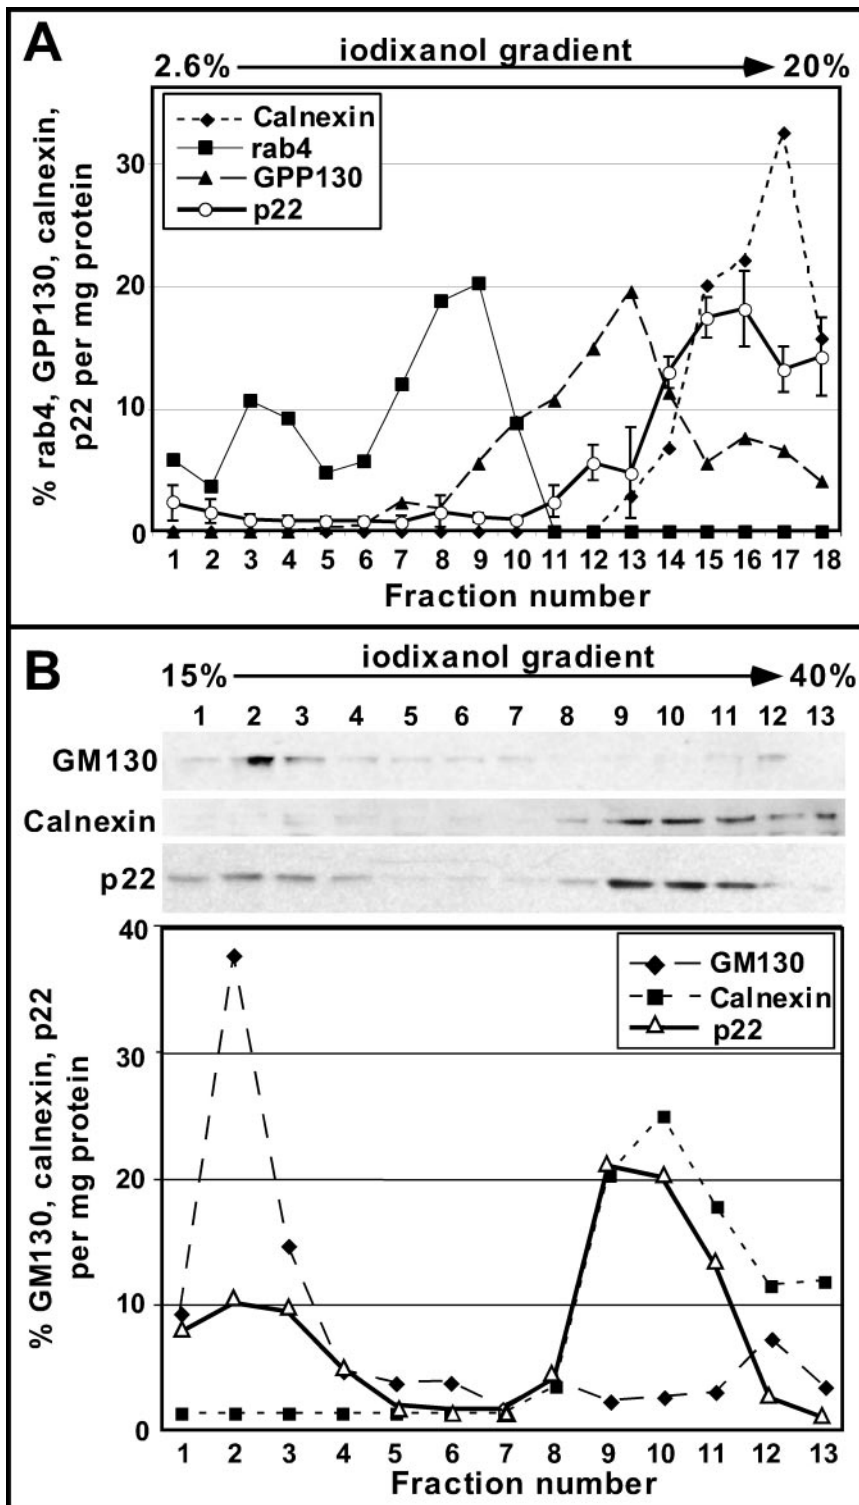 A
iodixanol gradient
2.6%
20%
% rab4, GPP130, calnexin,
p22 per mg protein
Calnexin
rab4
GPP130
p22
30
20
10
0
1 2 3 4 5 6 7 8 9 10 11 12 13 14 15 16 17 18
Fraction number
B
iodixanol gradient
15%
40%
1 2 3 4 5 6 7 8 9 10 11 12 13
GM130
Calnexin
p22
% GM130, calnexin, p22
per mg protein
GM130
Calnexin
p22
40
30
20
10
0
1 2 3 4 5 6 7 8 9 10 11 12 13
Fraction number